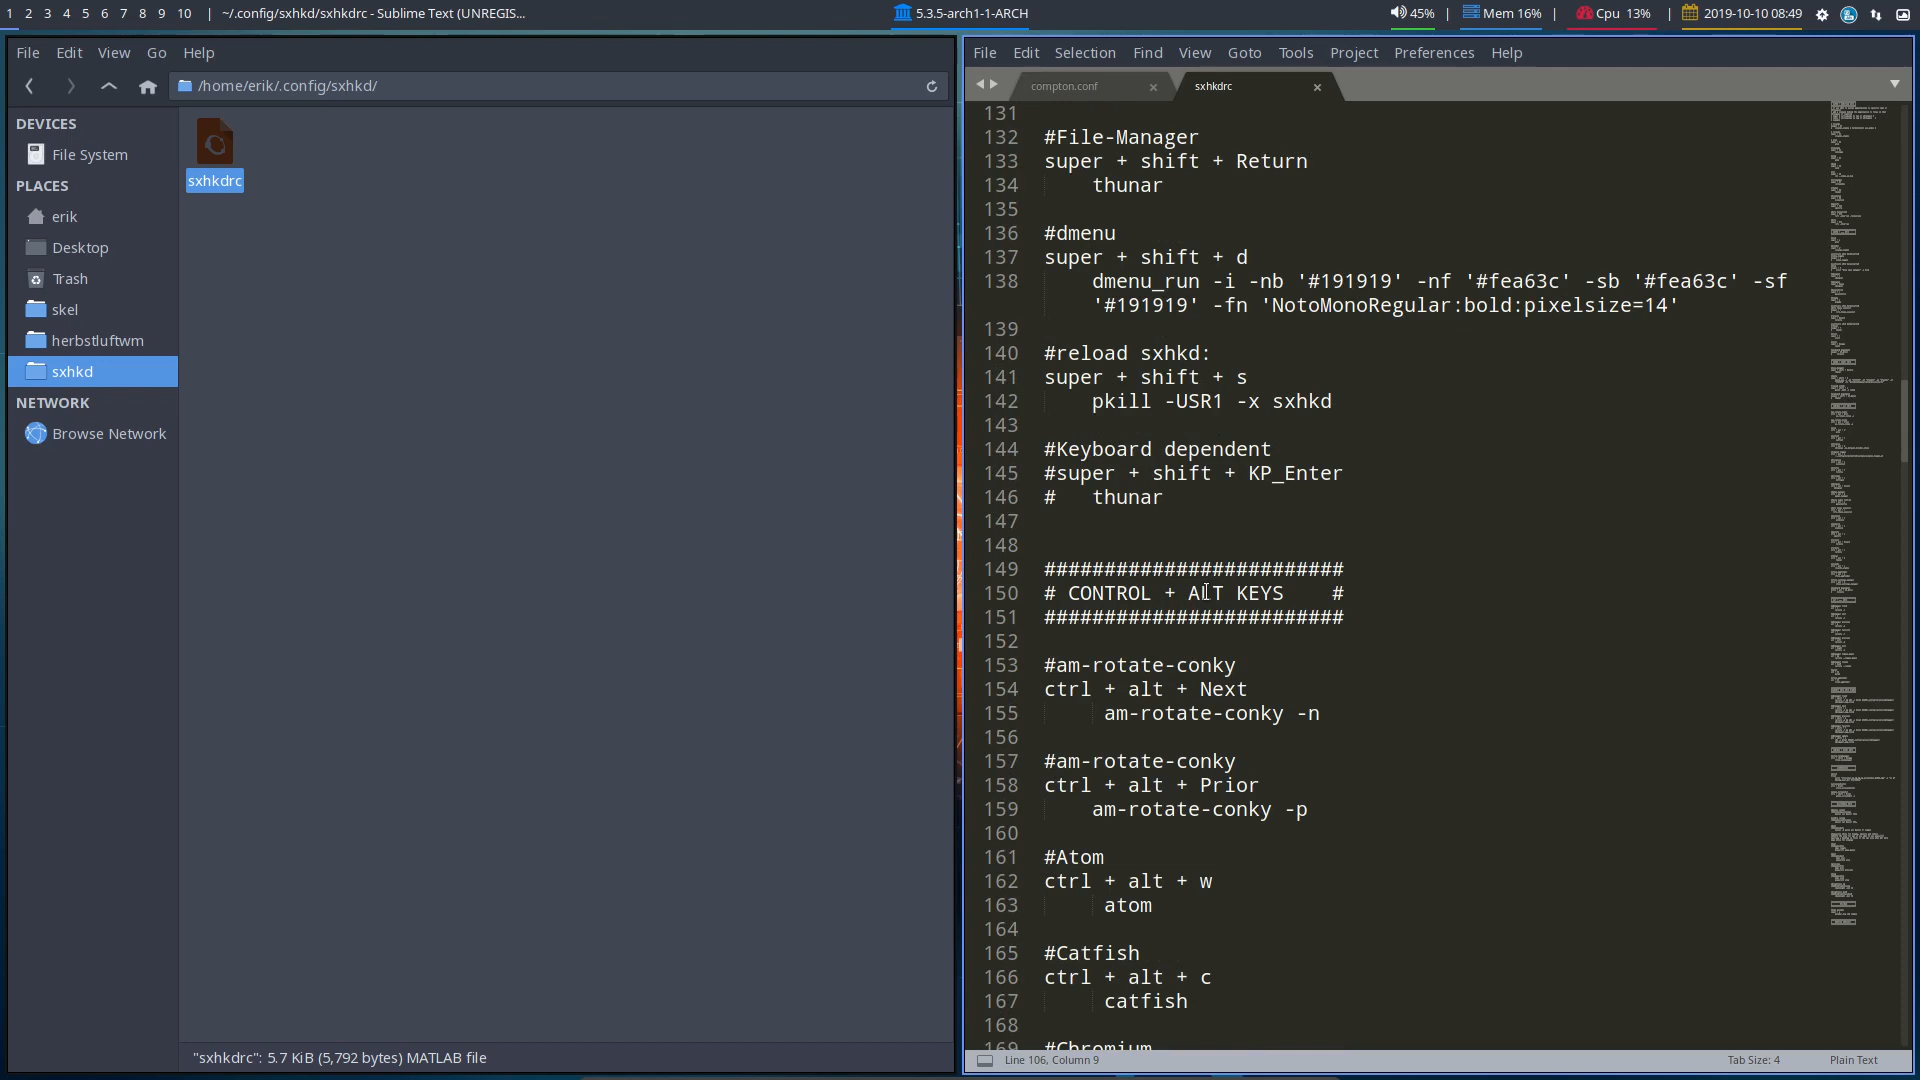 1 2 3 4 5 6 7 8 9 10 | ~/.config/sxhkd/sxhkdrc - Sublime Text (UNREGIS...
5.3.5-arch1-1-ARCH
45% | Mem 16% | Cpu 13% | 2019-10-10 08:49
File Edit View Go Help
/home/erik/.config/sxhkd/
DEVICES
File System
PLACES
erik
Desktop
Trash
skel
herbstluftwm
sxhkd
NETWORK
Browse Network
sxhkdrc
"sxhkdrc": 5.7 KiB (5,792 bytes) MATLAB file
File Edit Selection Find View Goto Tools Project Preferences Help
compton.conf × sxhkdrc ×
131
132 #File-Manager
133 super + shift + Return
134 thunar
135
136 #dmenu
137 super + shift + d
138 dmenu_run -i -nb '#191919' -nf '#fea63c' -sb '#fea63c' -sf
'#191919' -fn 'NotoMonoRegular:bold:pixelsize=14'
139
140 #reload sxhkd:
141 super + shift + s
142 pkill -USR1 -x sxhkd
143
144 #Keyboard dependent
145 #super + shift + KP_Enter
146 # thunar
147
148
149 #########################
150 # CONTROL + ALT KEYS #
151 #########################
152
153 #am-rotate-conky
154 ctrl + alt + Next
155 am-rotate-conky -n
156
157 #am-rotate-conky
158 ctrl + alt + Prior
159 am-rotate-conky -p
160
161 #Atom
162 ctrl + alt + w
163 atom
164
165 #Catfish
166 ctrl + alt + c
167 catfish
168
169 #Chromium
Line 106, Column 9
Tab Size: 4
Plain Text